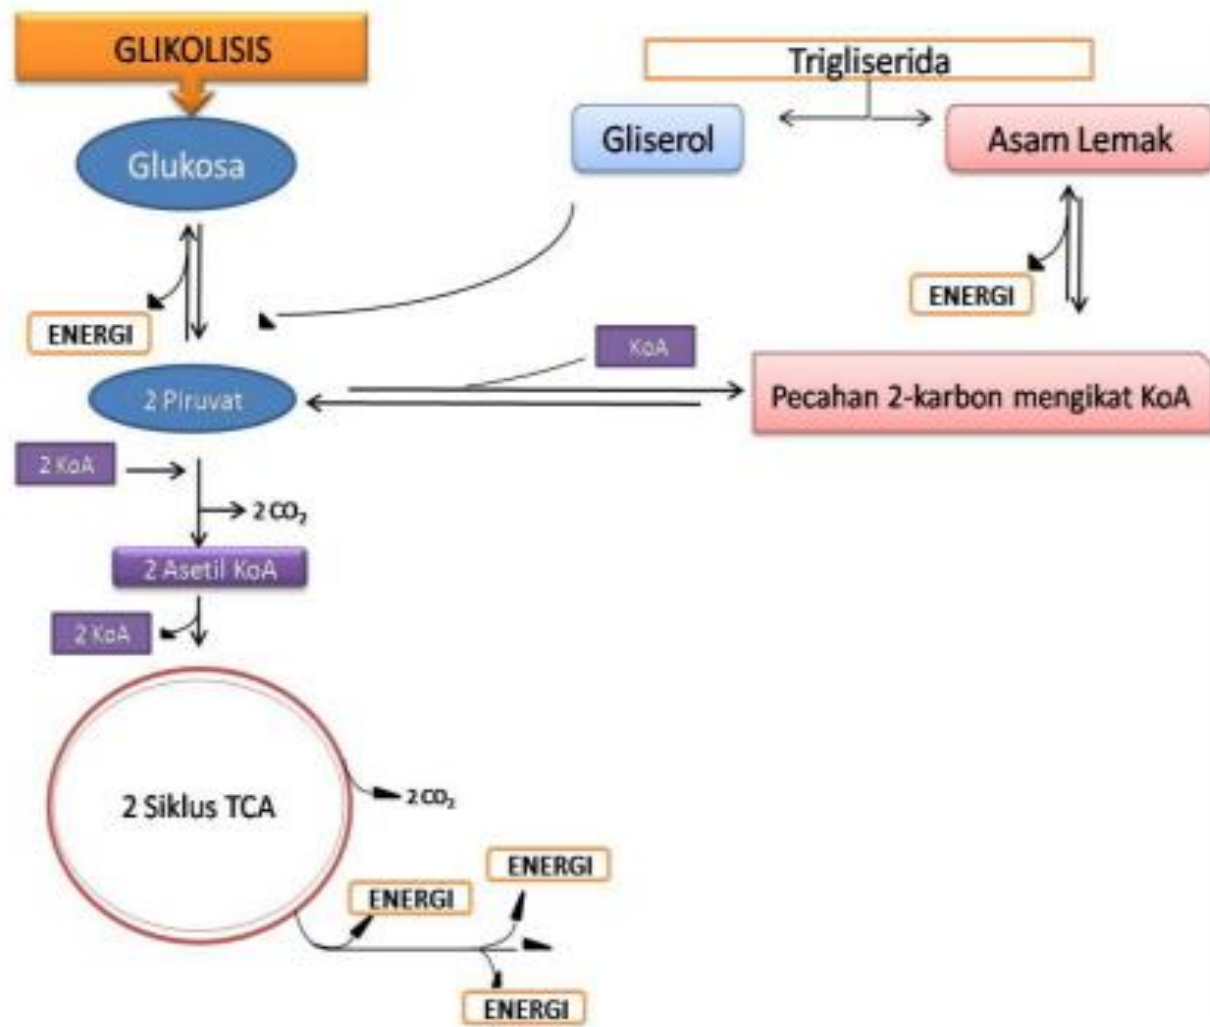 GLIKOLISIS
Trigliserida
Gliserol
Asam Lemak
Glukosa
ENERGI
ENERGI
KoA
2 Piruvat
Pecahan 2-karbon mengikat KoA
2 KoA
2 CO₂
2 Asetil KoA
2 KoA
2 Siklus TCA
2 CO₂
ENERGI
ENERGI
ENERGI